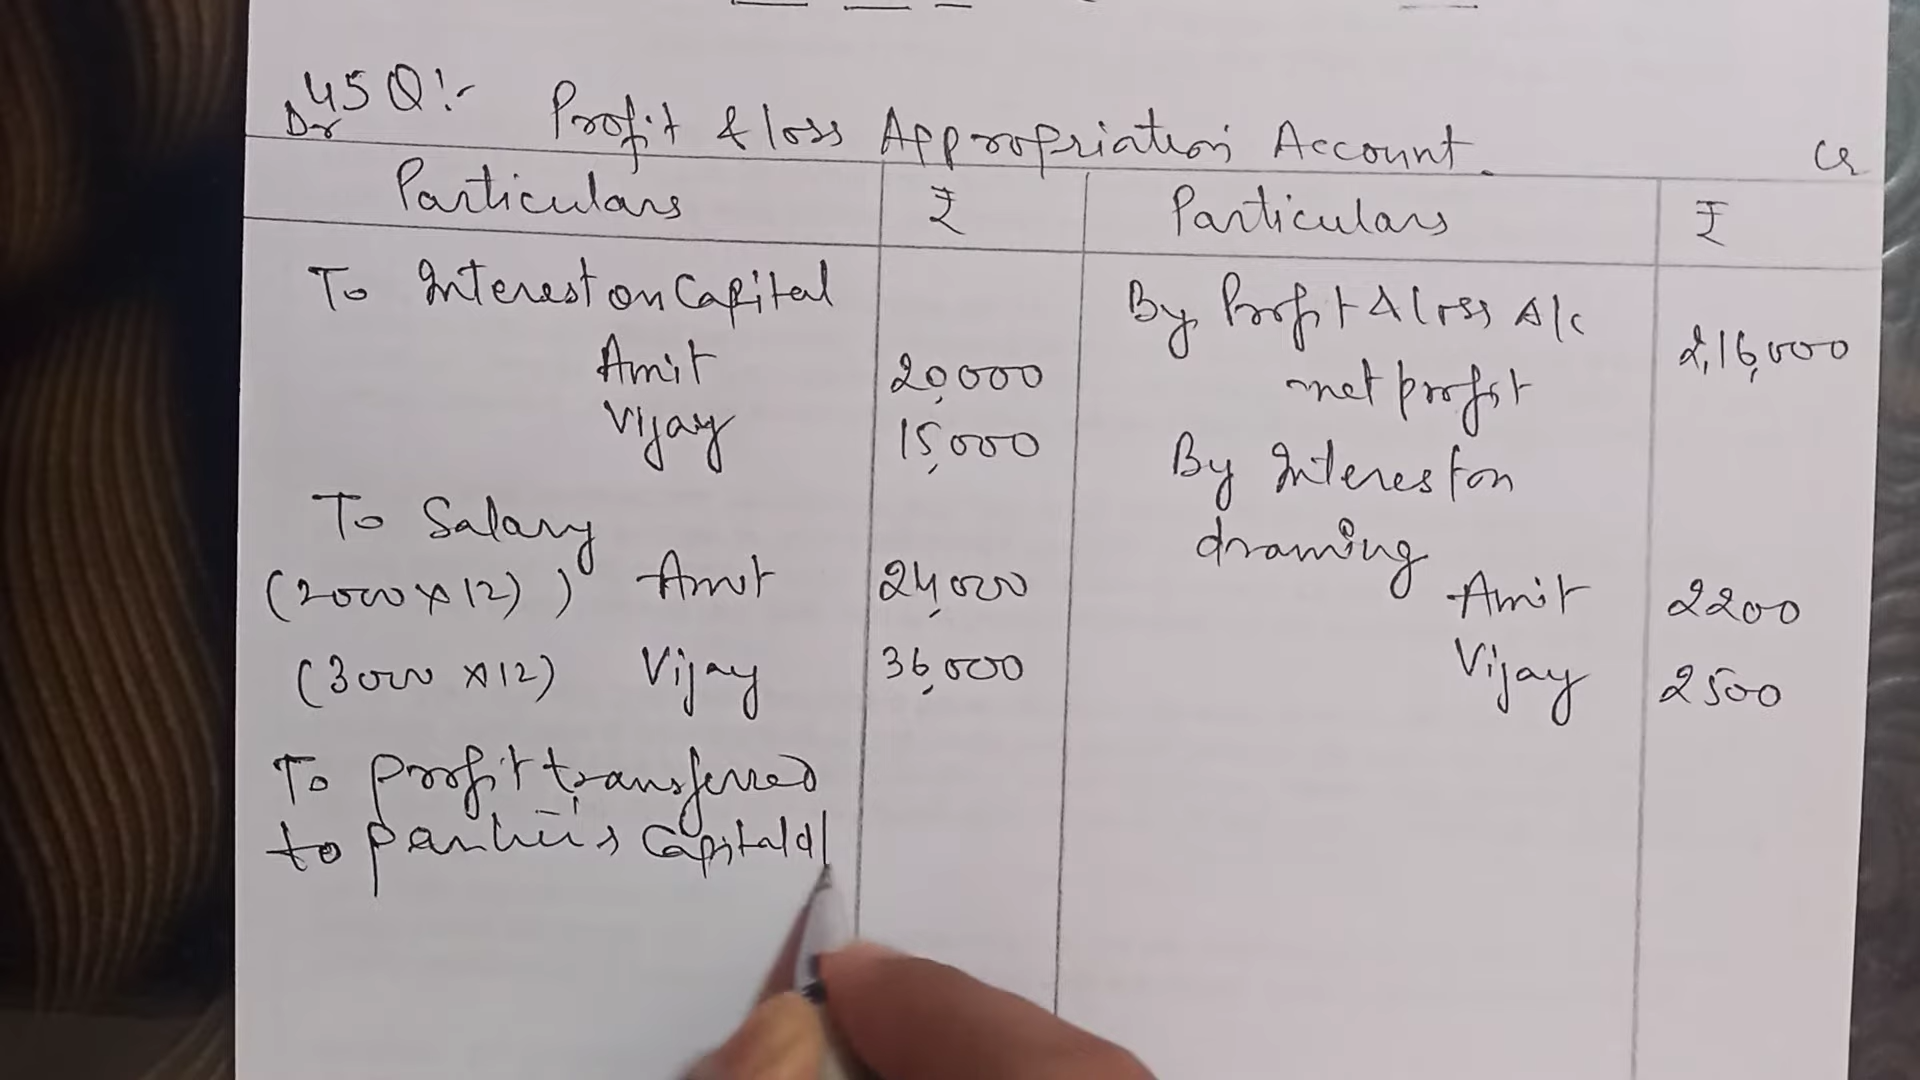 45 Q:-
Dr Profit & loss Appropriation Account. Cr
Particulars ₹ Particulars ₹
To Interest on Capital
Amit 20,000
Vijay 15,000
To Salary
(2000 × 12) Amit 24,000
(3000 × 12) Vijay 36,000
To profit transferred
to partner's Capital a/
By Profit & Loss A/c
net profit 2,16,000
By Interest on
drawing
Amit 2200
Vijay 2500